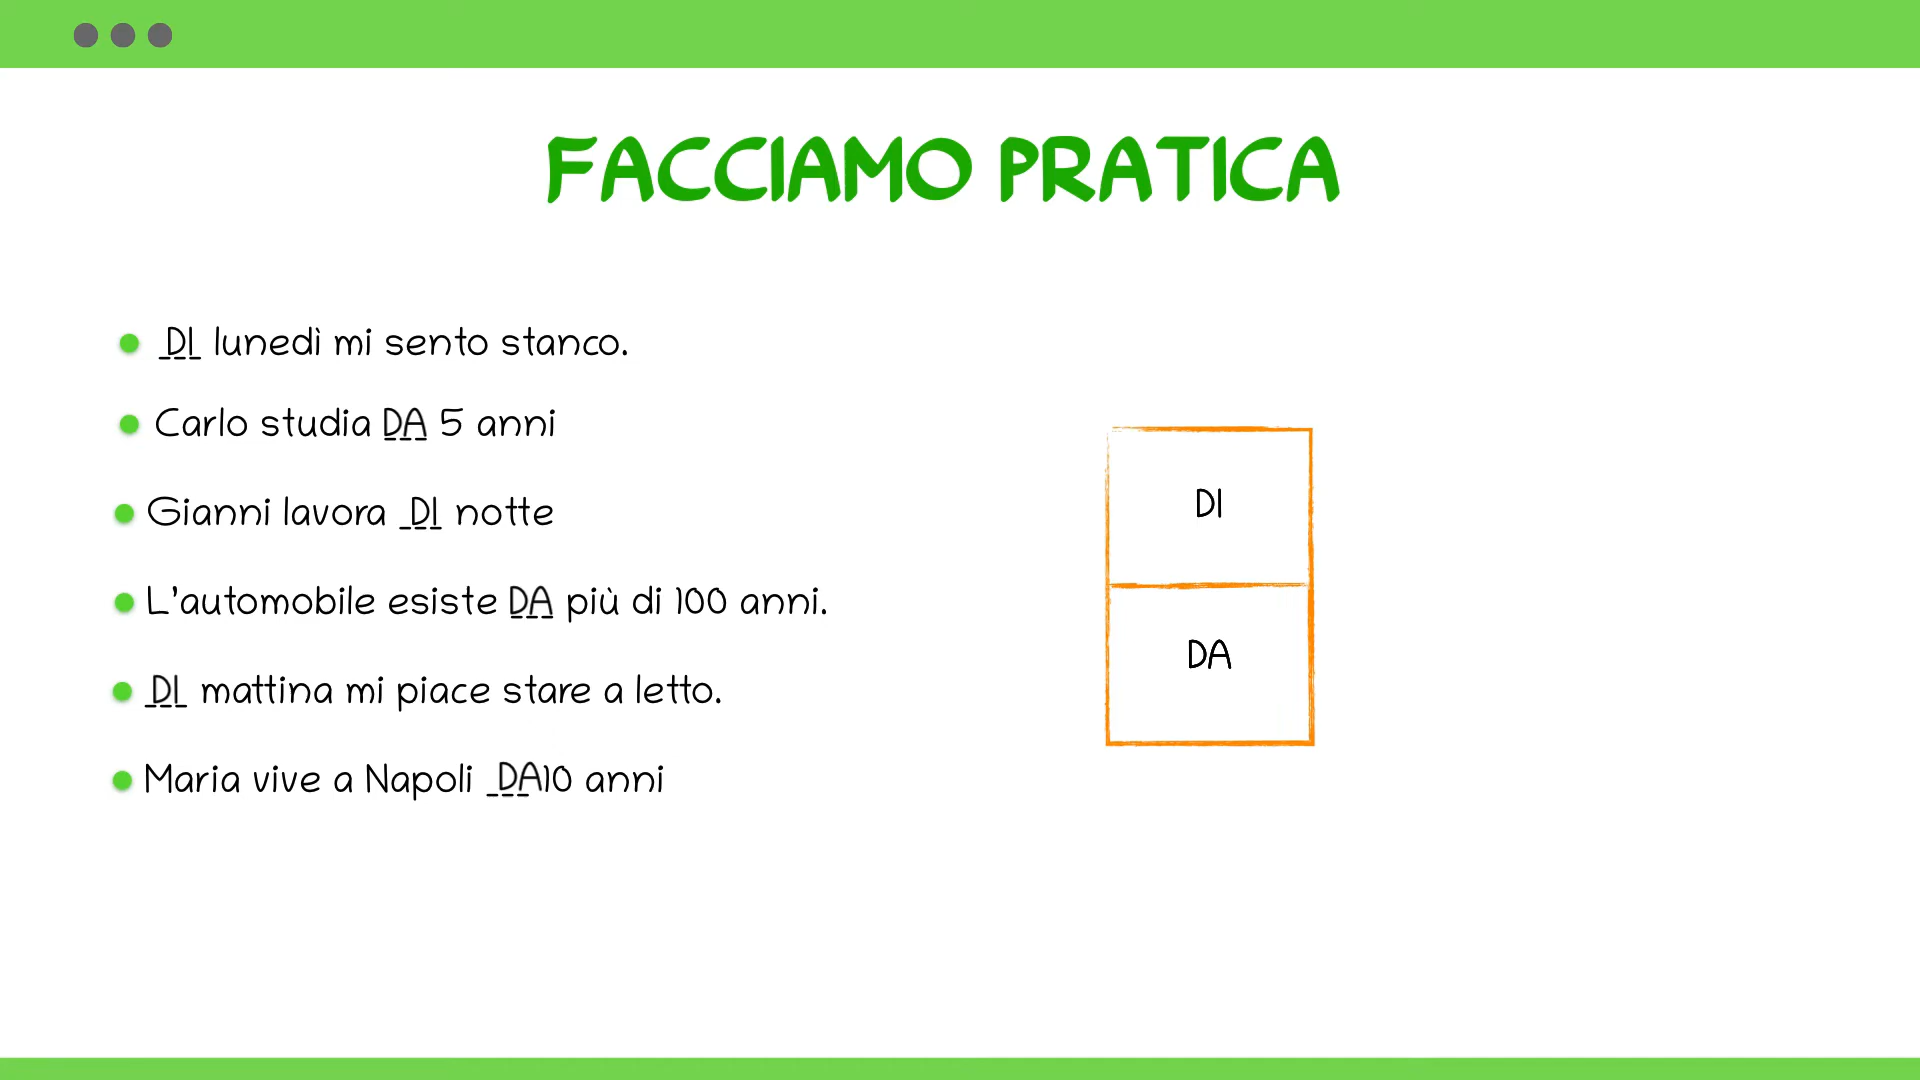 FACCIAMO PRATICA
DI lunedì mi sento stanco.
Carlo studia DA 5 anni
Gianni lavora DI notte
L'automobile esiste DA più di 100 anni.
DI mattina mi piace stare a letto.
Maria vive a Napoli DA10 anni
DI
DA